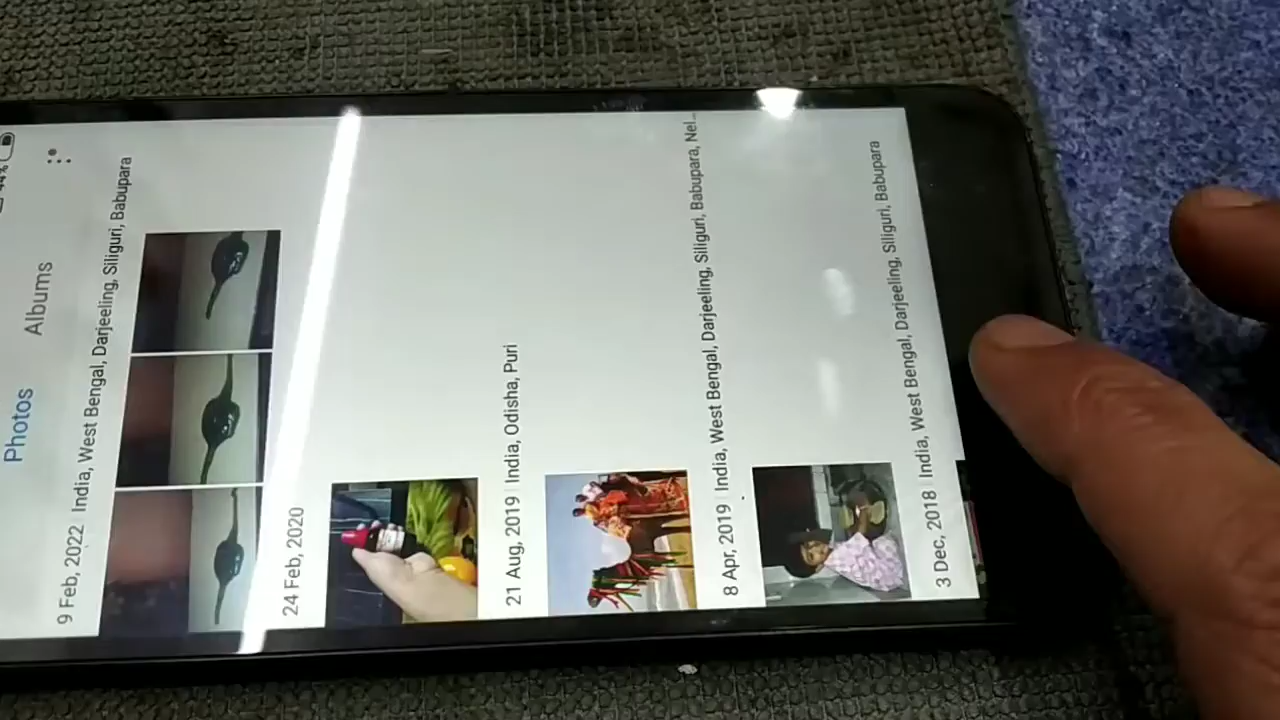 44%
Photos Albums
9 Feb, 2022 India, West Bengal, Darjeeling, Siliguri, Babupara
24 Feb, 2020
21 Aug, 2019 India, Odisha, Puri
8 Apr, 2019 India, West Bengal, Darjeeling, Siliguri, Babupara, Nel...
3 Dec, 2018 India, West Bengal, Darjeeling, Siliguri, Babupara